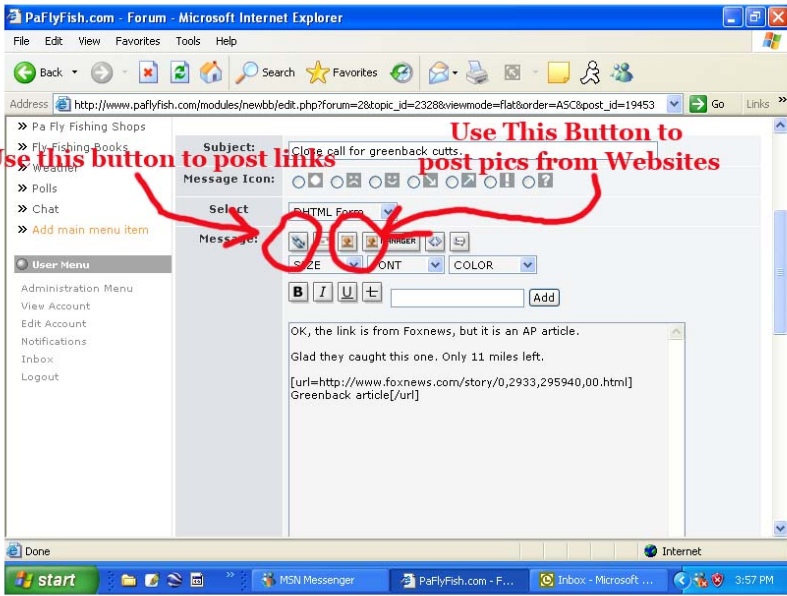 PaFlyFish.com - Forum - Microsoft Internet Explorer
File Edit View Favorites Tools Help
Back Search Favorites
Address http://www.paflyfish.com/modules/newbb/edit.php?forum=2&topic_id=2328&viewmode=flat&order=ASC&post_id=19453 Go Links »
» Pa Fly Fishing Shops
» Fly Fishing Books
» Weather
» Polls
» Chat
» Add main menu item
User Menu
Administration Menu
View Account
Edit Account
Notifications
Inbox
Logout
Use This Button to
post pics from Websites
Use this button to post links
Subject: Close call for greenback cutts.
Message Icon:
Select DHTML Form
Message:
MANAGER
SIZE FONT COLOR
B I U t
Add
OK, the link is from Foxnews, but it is an AP article.
Glad they caught this one. Only 11 miles left.
[url=http://www.foxnews.com/story/0,2933,295940,00.html]
Greenback article[/url]
Done Internet
start » MSN Messenger PaFlyFish.com - F... Inbox - Microsoft ... 3:57 PM